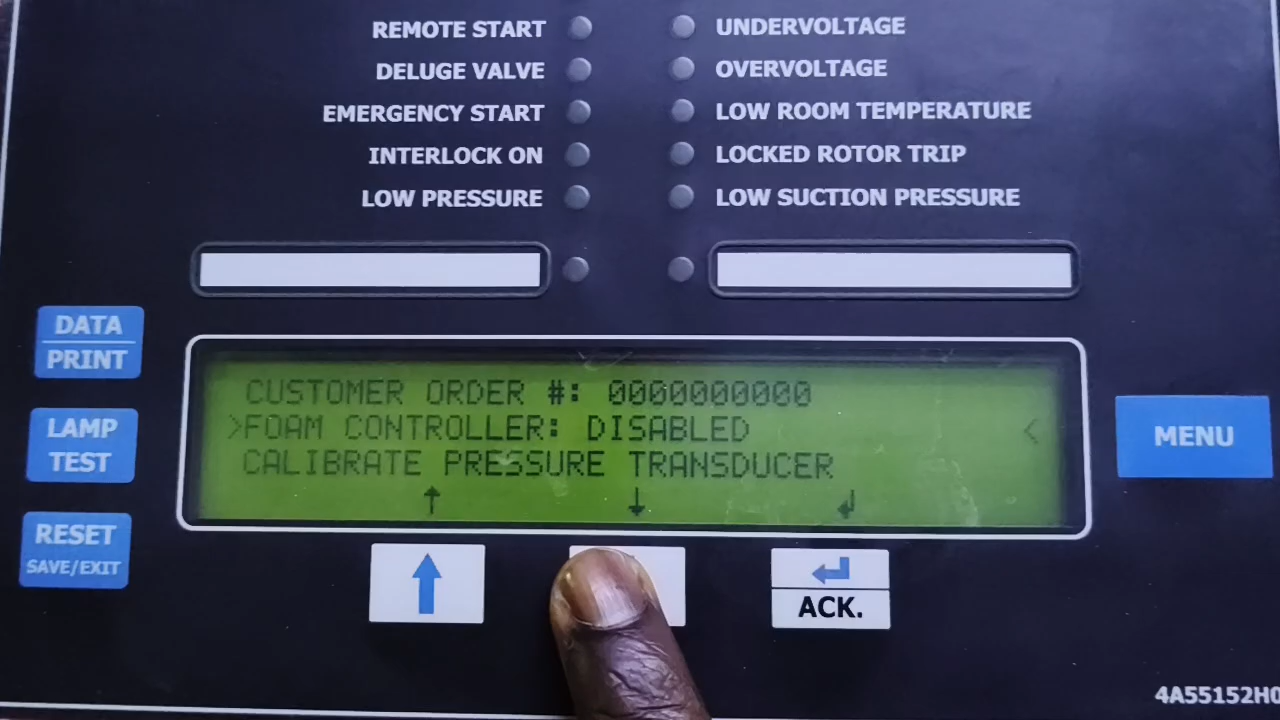 REMOTE START
UNDERVOLTAGE
DELUGE VALVE
OVERVOLTAGE
EMERGENCY START
LOW ROOM TEMPERATURE
INTERLOCK ON
LOCKED ROTOR TRIP
LOW PRESSURE
LOW SUCTION PRESSURE
DATA
PRINT
LAMP
TEST
RESET
SAVE/EXIT
CUSTOMER ORDER #: 0000000000
>FOAM CONTROLLER: DISABLED <
CALIBRATE PRESSURE TRANSDUCER
↑ ↓ ↲
MENU
↑
↲
ACK.
4A55152H0